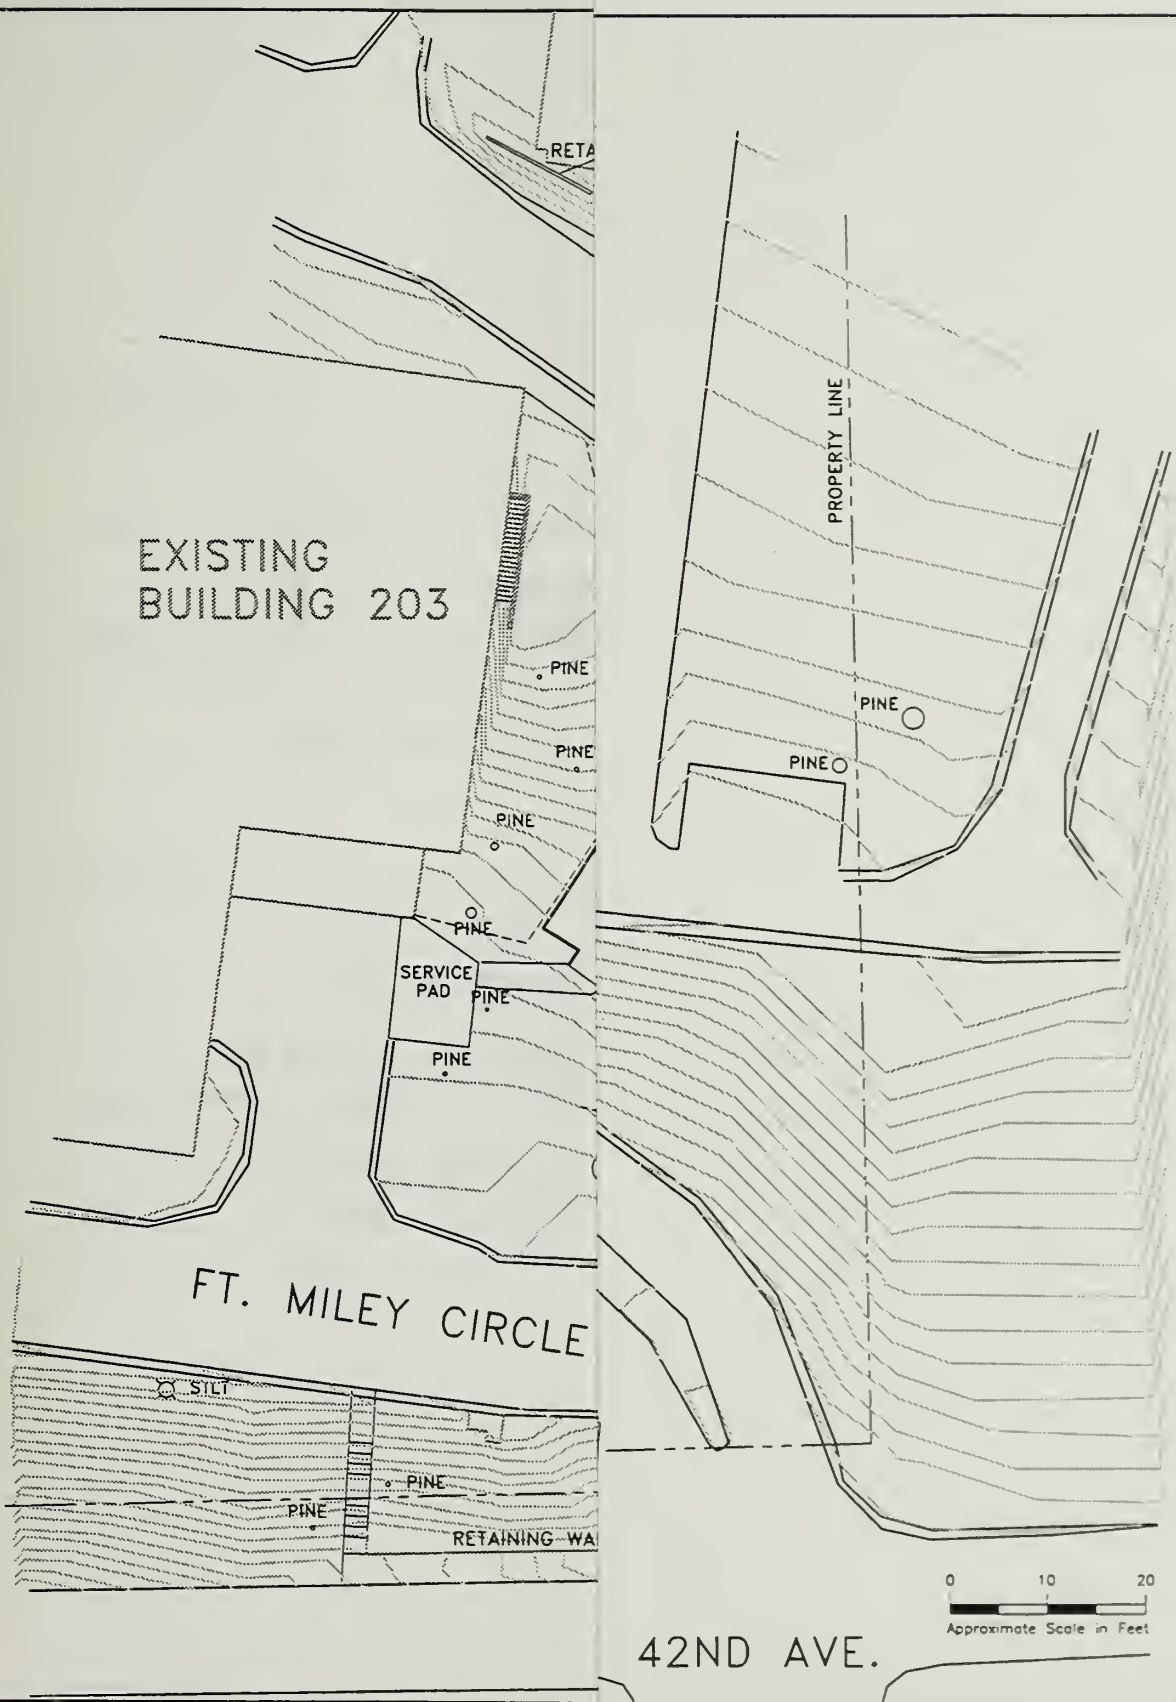 RETA
PROPERTY LINE
EXISTING
BUILDING 203
PINE
PINE
PINE
PINE
PINE
PINE
SERVICE
PAD
PINE
PINE
FT. MILEY CIRCLE
SILT
PINE
PINE
RETAINING WA
0 10 20
Approximate Scale in Feet
42ND AVE.